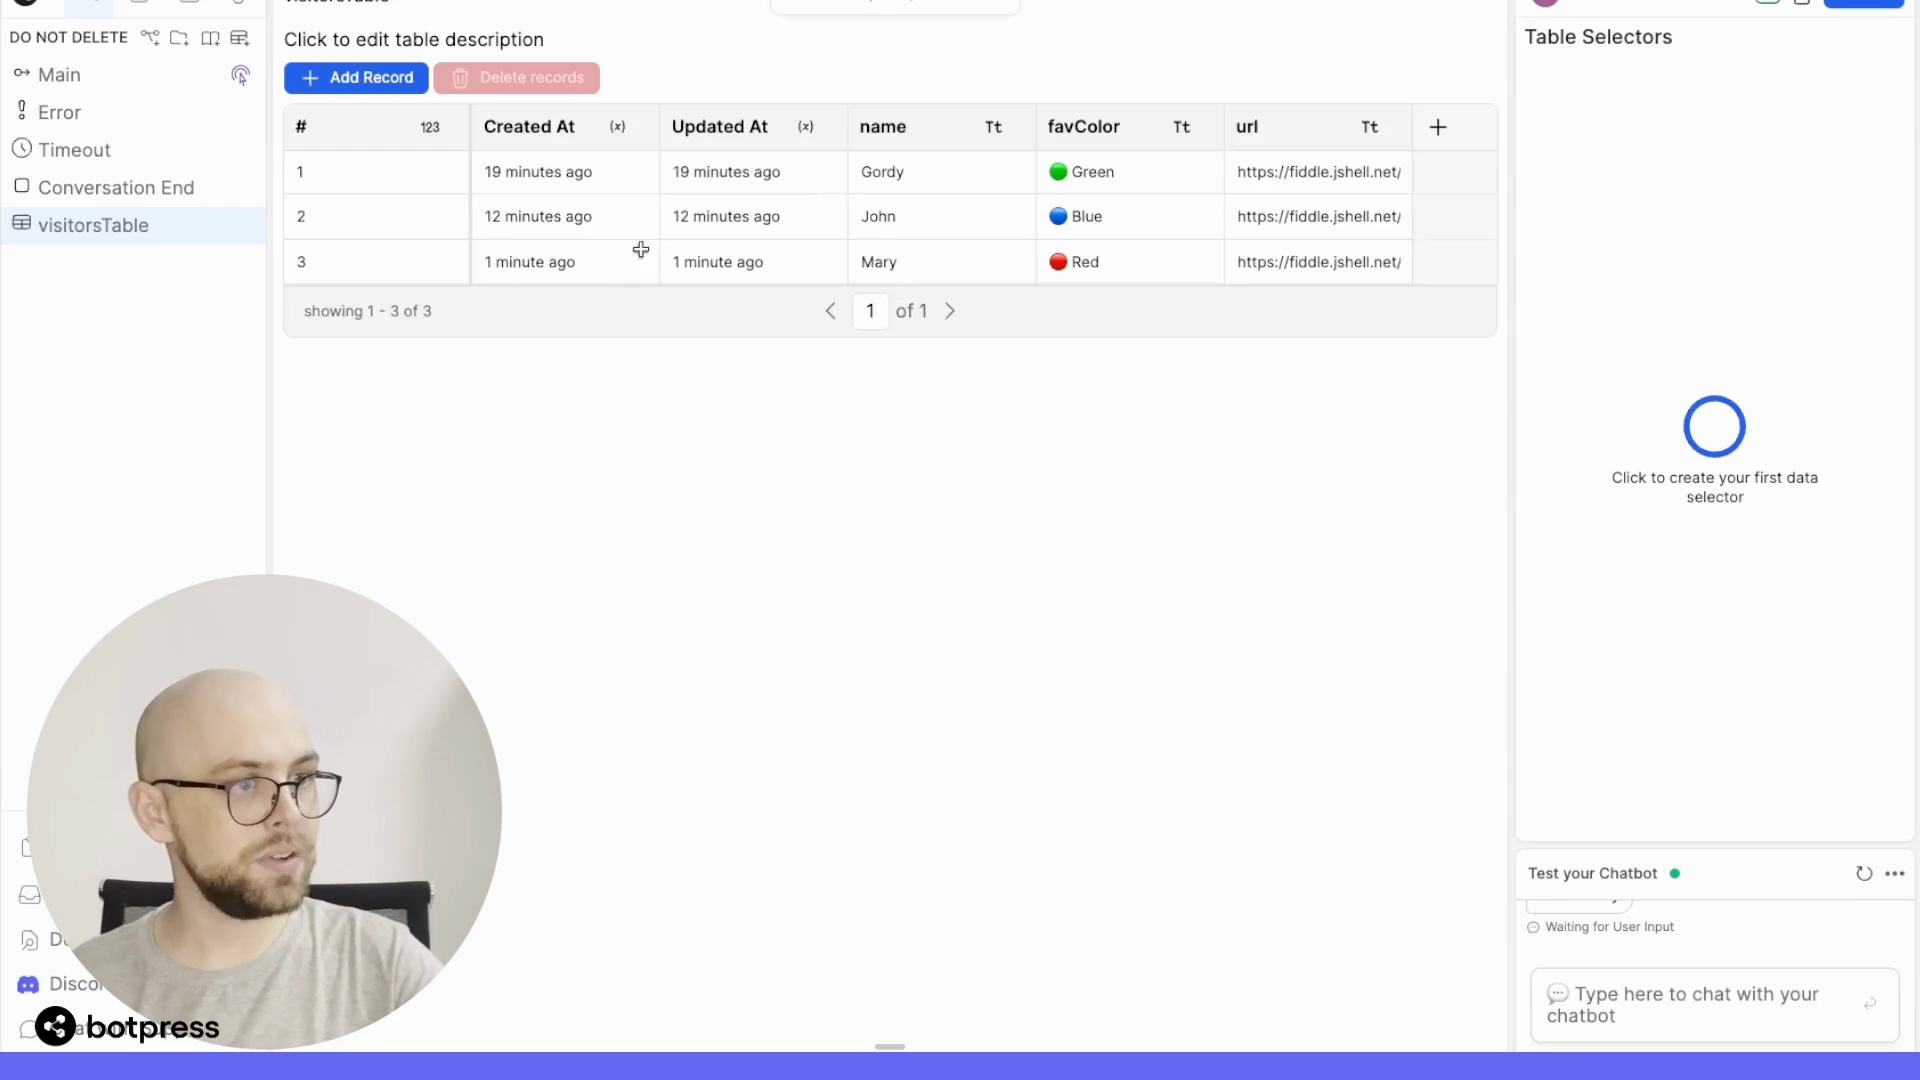 DO NOT DELETE
Main
Error
Timeout
Conversation End
visitorsTable
Click to edit table description
Add Record
Delete records
# 123 Created At (x) Updated At (x) name Tt favColor Tt url Tt
1 19 minutes ago 19 minutes ago Gordy Green https://fiddle.jshell.net/
2 12 minutes ago 12 minutes ago John Blue https://fiddle.jshell.net/
3 1 minute ago 1 minute ago Mary Red https://fiddle.jshell.net/
showing 1 - 3 of 3
1 of 1
Table Selectors
Click to create your first data
selector
Test your Chatbot
Waiting for User Input
Type here to chat with your
chatbot
botpress